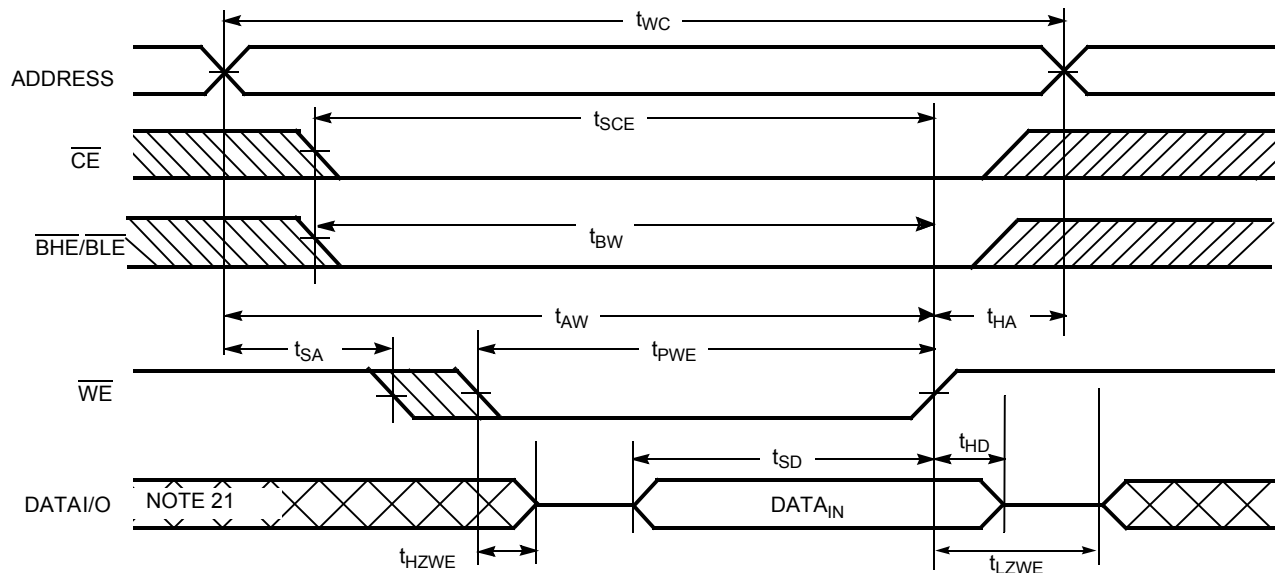 tWC
ADDRESS
tSCE
CE
BHE/BLE
tBW
tAW
tHA
tSA
tPWE
WE
tHD
tSD
DATAI/O
NOTE 21
DATAIN
tHZWE
tLZWE